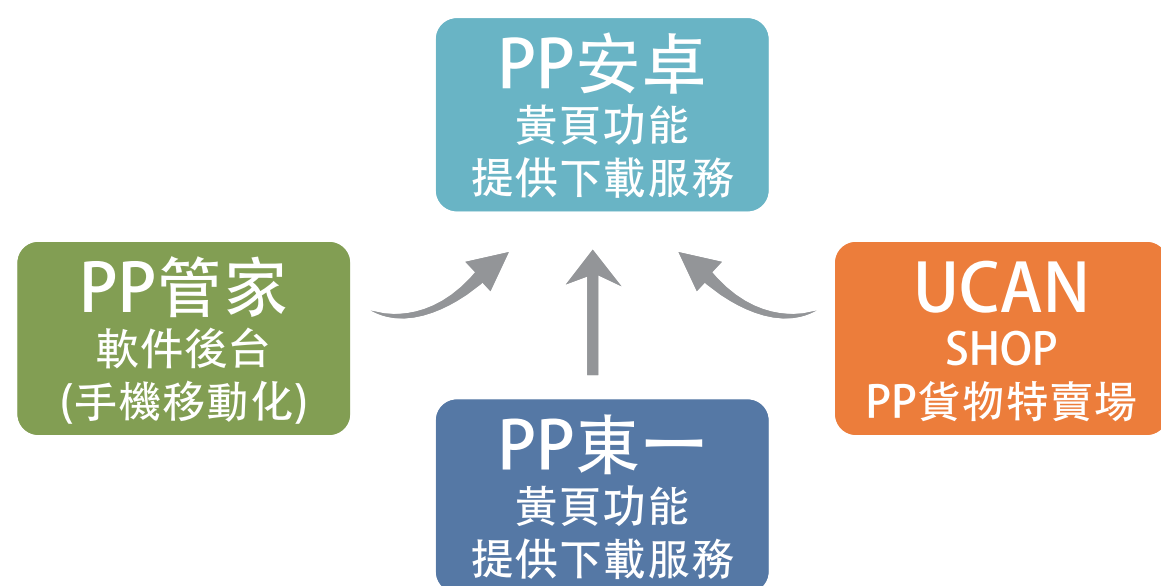 PP安卓
黃頁功能
提供下載服務
PP管家
軟件後台
(手機移動化)
UCAN
SHOP
PP貨物特賣場
PP東一
黃頁功能
提供下載服務